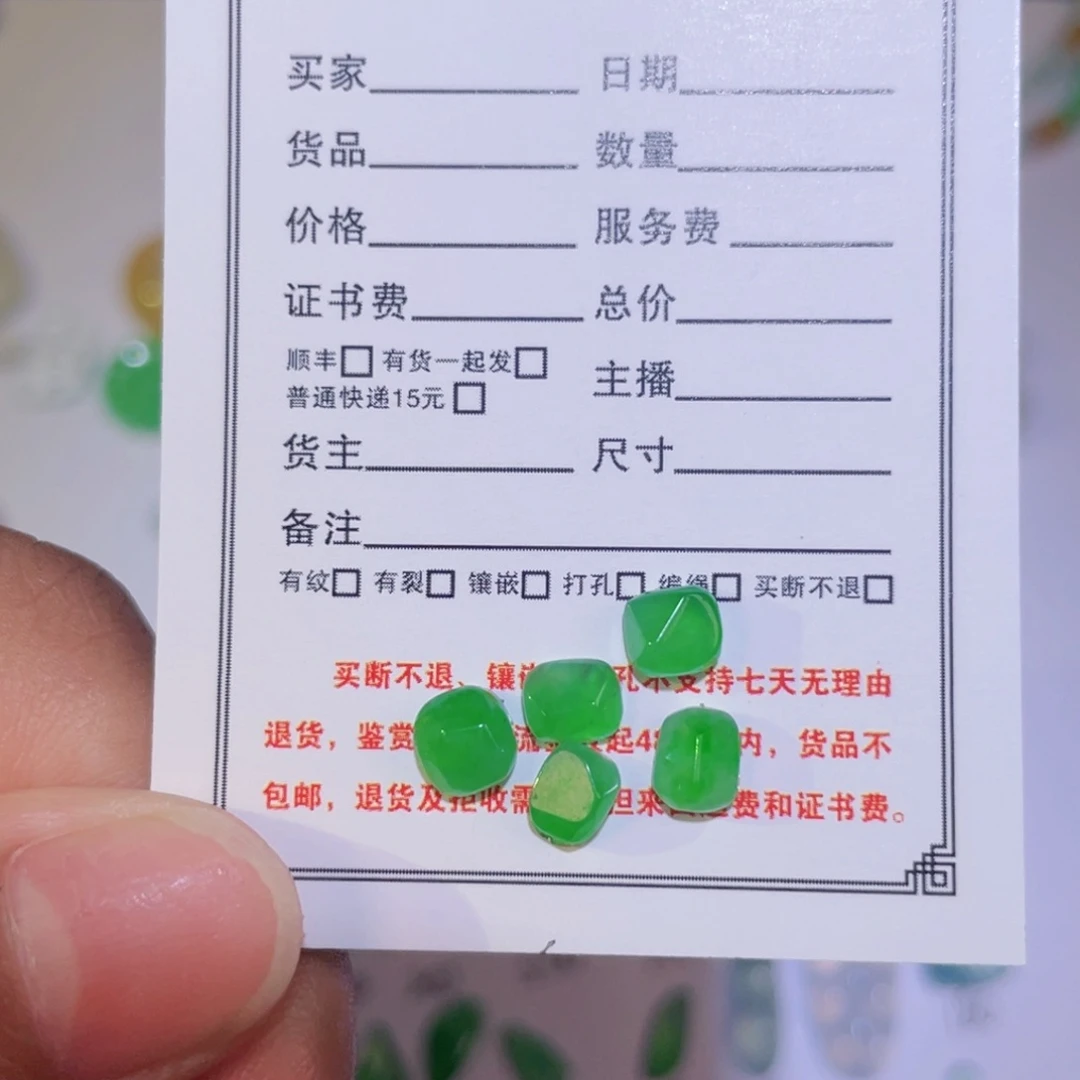 买家 日期
货品 数量
价格 服务费
证书费 总价
顺丰 有货一起发
普通快递15元 主播
货主 尺寸
备注
有纹 有裂 镶嵌 打孔 编绳 买断不退
买断不退、镶 孔不支持七天无理由
退货，鉴赏 流 起48 内，货品不
包邮，退货及拒收需 担来 费和证书费。